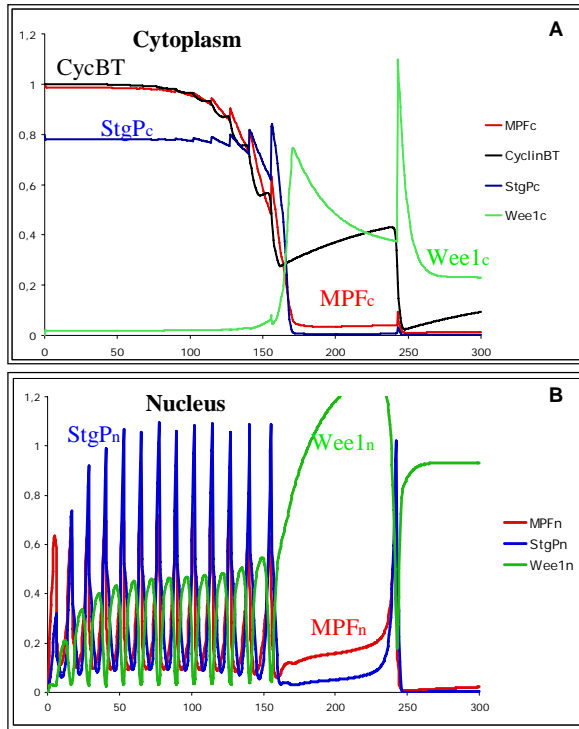 A
Cytoplasm
1,2
1
0,8
0,6
0,4
0,2
0
0
50
100
150
200
250
300
CycBT
StgPc
MPFc
Wee1c
MPFc
CyclinBT
StgPc
Wee1c
B
Nucleus
1,2
1
0,8
0,6
0,4
0,2
0
0
50
100
150
200
250
300
StgPn
Wee1n
MPFn
MPFn
StgPn
Wee1n